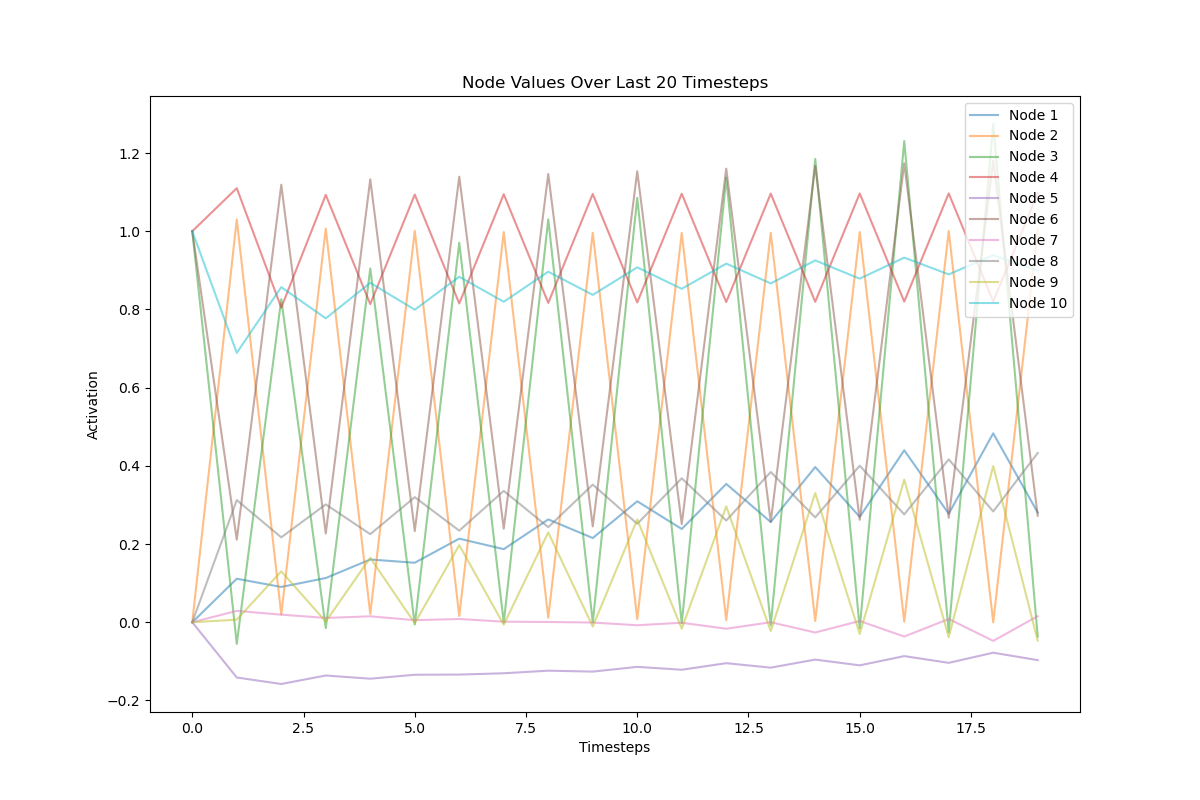 Node Values Over Last 20 Timesteps
Node 1
Node 2
Node 3
Node 4
Node 5
Node 6
Node 7
Node 8
Node 9
Node 10
Activation
1.2
1.0
0.8
0.6
0.4
0.2
0.0
−0.2
0.0 2.5 5.0 7.5 10.0 12.5 15.0 17.5
Timesteps